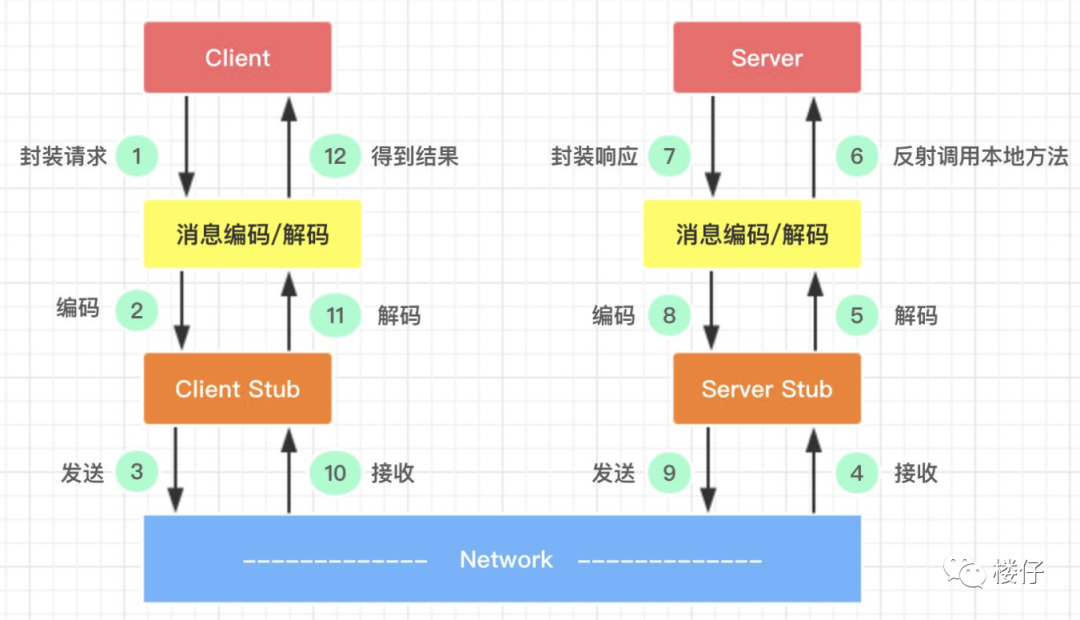 Client
Server
封装请求 1
12 得到结果
封装响应 7
6 反射调用本地方法
消息编码/解码
消息编码/解码
编码 2
11 解码
编码 8
5 解码
Client Stub
Server Stub
发送 3
10 接收
发送 9
4 接收
------------- Network -------------
楼仔